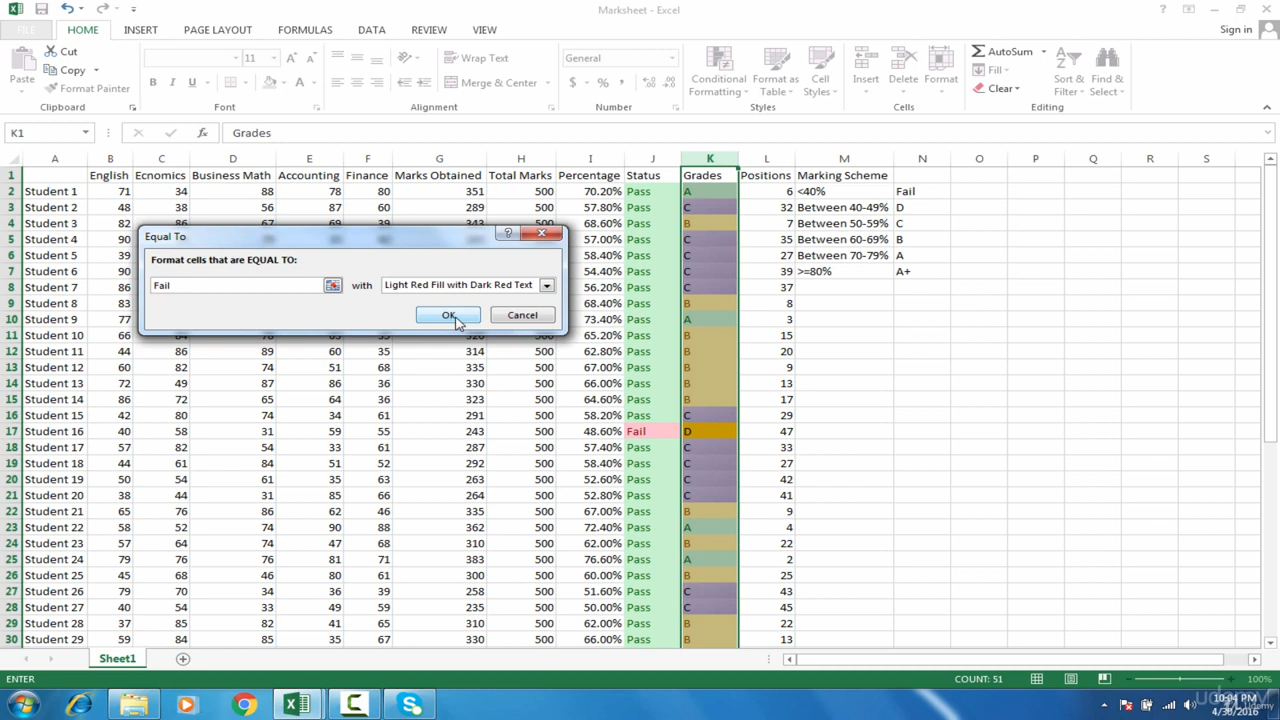 Marksheet - Excel
FILE HOME INSERT PAGE LAYOUT FORMULAS DATA REVIEW VIEW Sign in
Paste Cut Copy Format Painter Clipboard
11 Font
Wrap Text Merge & Center Alignment
General Number
Conditional Formatting Format as Table Cell Styles Styles
Insert Delete Format Cells
AutoSum Fill Clear Sort & Filter Find & Select Editing
K1 fx Grades
A B C D E F G H I J K L M N O P Q R S
1 English Ecnomics Business Math Accounting Finance Marks Obtained Total Marks Percentage Status Grades Positions Marking Scheme
2 Student 1 71 34 88 78 80 351 500 70.20% Pass A 6 <40% Fail
3 Student 2 48 38 56 87 60 289 500 57.80% Pass C 32 Between 40-49% D
4 Student 3 82 68.60% Pass B 7 Between 50-59% C
5 Student 4 90 57.00% Pass C 35 Between 60-69% B
6 Student 5 39 58.40% Pass C 27 Between 70-79% A
7 Student 6 90 54.40% Pass C 39 >=80% A+
8 Student 7 86 56.20% Pass C 37
9 Student 8 83 68.40% Pass B 8
10 Student 9 77 73.40% Pass A 3
11 Student 10 66 500 65.20% Pass B 15
12 Student 11 44 86 89 60 35 314 500 62.80% Pass B 20
13 Student 12 60 74 82 51 68 335 500 67.00% Pass B 9
14 Student 13 72 49 87 86 36 330 500 66.00% Pass B 13
15 Student 14 86 72 65 64 36 323 500 64.60% Pass B 17
16 Student 15 42 80 74 34 61 291 500 58.20% Pass C 29
17 Student 16 40 58 31 59 55 243 500 48.60% Fail D 47
18 Student 17 57 82 54 33 61 287 500 57.40% Pass C 33
19 Student 18 44 61 84 51 52 292 500 58.40% Pass C 27
20 Student 19 50 54 61 35 63 263 500 52.60% Pass C 42
21 Student 20 38 44 31 85 66 264 500 52.80% Pass C 41
22 Student 21 65 76 86 62 46 335 500 67.00% Pass B 9
23 Student 22 58 52 74 90 88 362 500 72.40% Pass A 4
24 Student 23 57 64 74 47 68 310 500 62.00% Pass B 22
25 Student 24 79 76 74 83 71 383 500 76.60% Pass A 2
26 Student 25 45 68 46 80 61 300 500 60.00% Pass B 25
27 Student 26 79 70 34 36 39 258 500 51.60% Pass C 43
28 Student 27 40 54 33 49 59 235 500 50.00% Pass C 45
29 Student 28 37 85 82 41 65 310 500 62.00% Pass B 22
30 Student 29 59 84 85 35 67 330 500 66.00% Pass B 13
Equal To
Format cells that are EQUAL TO:
Fail with Light Red Fill with Dark Red Text
OK Cancel
Sheet1
ENTER COUNT: 51 100%
10:04 PM
4/30/2016
udemy
Udemy